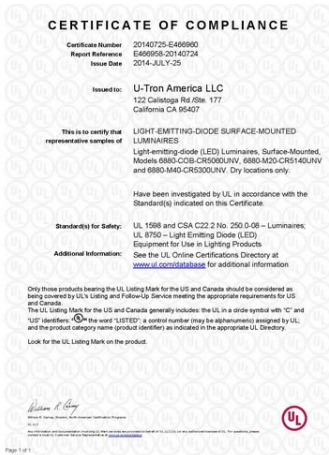 CERTIFICATE OF COMPLIANCE
Certificate Number 20140725-E466960
Report Reference E466958-20140724
Issue Date 2014-JULY-25
Issued to: U-Tron America LLC
122 Calistoga Rd /Ste. 177
California CA 95407
This is to certify that LIGHT-EMITTING-DIODE SURFACE-MOUNTED
representative samples of LUMINAIRES
Light-emitting-diode (LED) Luminaires, Surface-Mounted,
Models 6880-COB-CR5060UNV, 6880-M20-CR5140UNV
and 6880-M40-CR5300UNV. Dry locations only.
Have been investigated by UL in accordance with the
Standard(s) indicated on this Certificate.
Standard(s) for Safety: UL 1598 and CSA C22.2 No. 250.0-08 – Luminaires;
UL 8750 – Light Emitting Diode (LED)
Equipment for Use in Lighting Products
Additional Information: See the UL Online Certifications Directory at
www.ul.com/database for additional information
Only those products bearing the UL Listing Mark for the US and Canada should be considered as
being covered by UL's Listing and Follow-Up Service meeting the appropriate requirements for US
and Canada.
The UL Listing Mark for the US and Canada generally includes: the UL in a circle symbol with "C" and
"US" identifiers: the word "LISTED"; a control number (may be alphanumeric) assigned by UL;
and the product category name (product identifier) as indicated in the appropriate UL Directory.
Look for the UL Listing Mark on the product.
William R. Carney
UL
Page 1 of 1